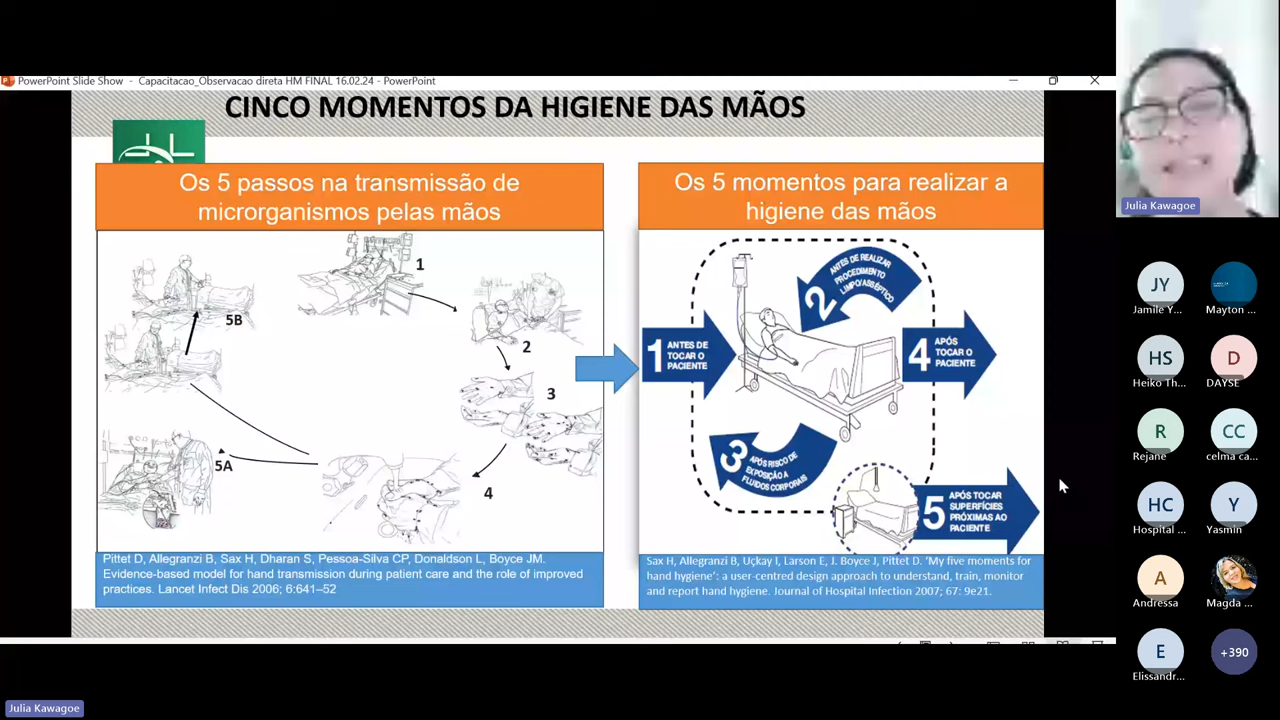 PowerPoint Slide Show - Capacitacao_Observacao direta HM FINAL 16.02.24 - PowerPoint
CINCO MOMENTOS DA HIGIENE DAS MÃOS
Os 5 passos na transmissão de
microrganismos pelas mãos
1
2
3
4
5A
5B
Pittet D, Allegranzi B, Sax H, Dharan S, Pessoa-Silva CP, Donaldson L, Boyce JM.
Evidence-based model for hand transmission during patient care and the role of improved
practices. Lancet Infect Dis 2006; 6:641–52
Os 5 momentos para realizar a
higiene das mãos
1 ANTES DE
TOCAR O
PACIENTE
2 ANTES DE REALIZAR
PROCEDIMENTO
LIMPO/ASSÉPTICO
3 APÓS RISCO DE
EXPOSIÇÃO A
FLUIDOS CORPORAIS
4 APÓS
TOCAR O
PACIENTE
5 APÓS TOCAR
SUPERFÍCIES
PRÓXIMAS AO
PACIENTE
Sax H, Allegranzi B, Uçkay I, Larson E, J. Boyce J, Pittet D. 'My five moments for
hand hygiene': a user-centred design approach to understand, train, monitor
and report hand hygiene. Journal of Hospital Infection 2007; 67: 9e21.
Julia Kawagoe
JY
Jamile Y...
Mayton ...
HS
Heiko Th...
D
DAYSE
R
Rejane
CC
celma ca...
HC
Hospital ...
Y
Yasmin
A
Andressa
Magda ...
E
Elissandr...
+390
Julia Kawagoe